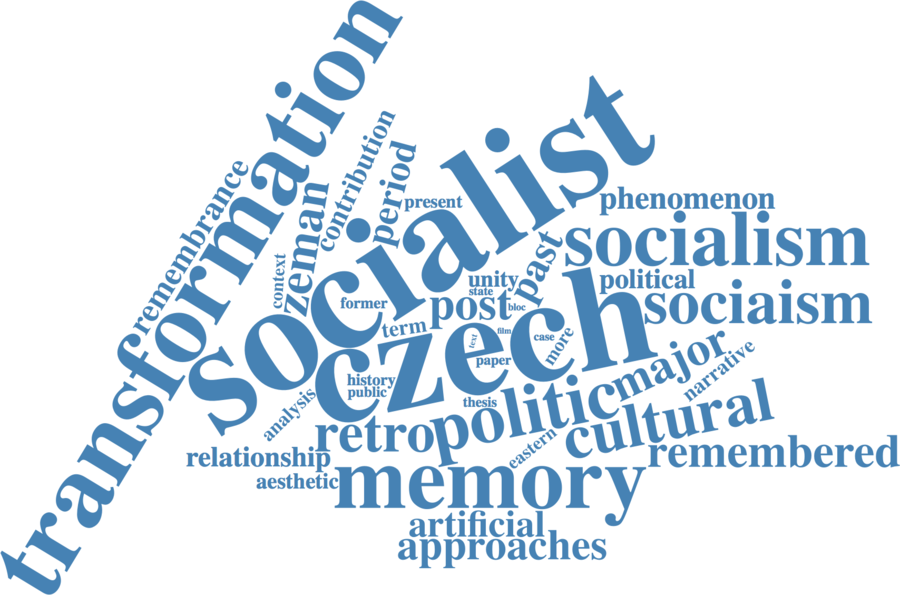 transformation
remembrance
contribution
zeman
period
context
present
socialist
phenomenon
socialism
past
unity
state
political
sociaism
former
post
bloc
term
czech
film
text
case
more
paper
major
narrative
history
public
thesis
analysis
retro
politic
cultural
eastern
relationship
remembered
aesthetic
memory
artificial
approaches